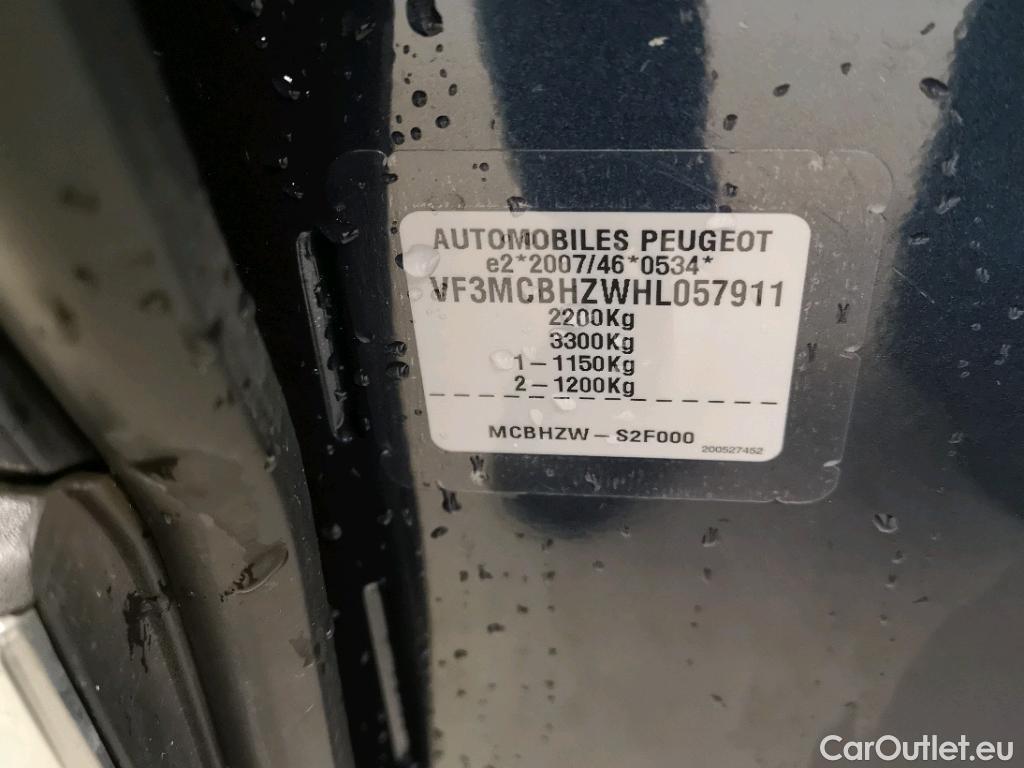 AUTOMOBILES PEUGEOT
e2*2007/46*0534*
VF3MCBHZWHL057911
2200Kg
3300Kg
1-1150Kg
2-1200Kg
MCBHZW-S2F000
200527452
CarOutlet.eu